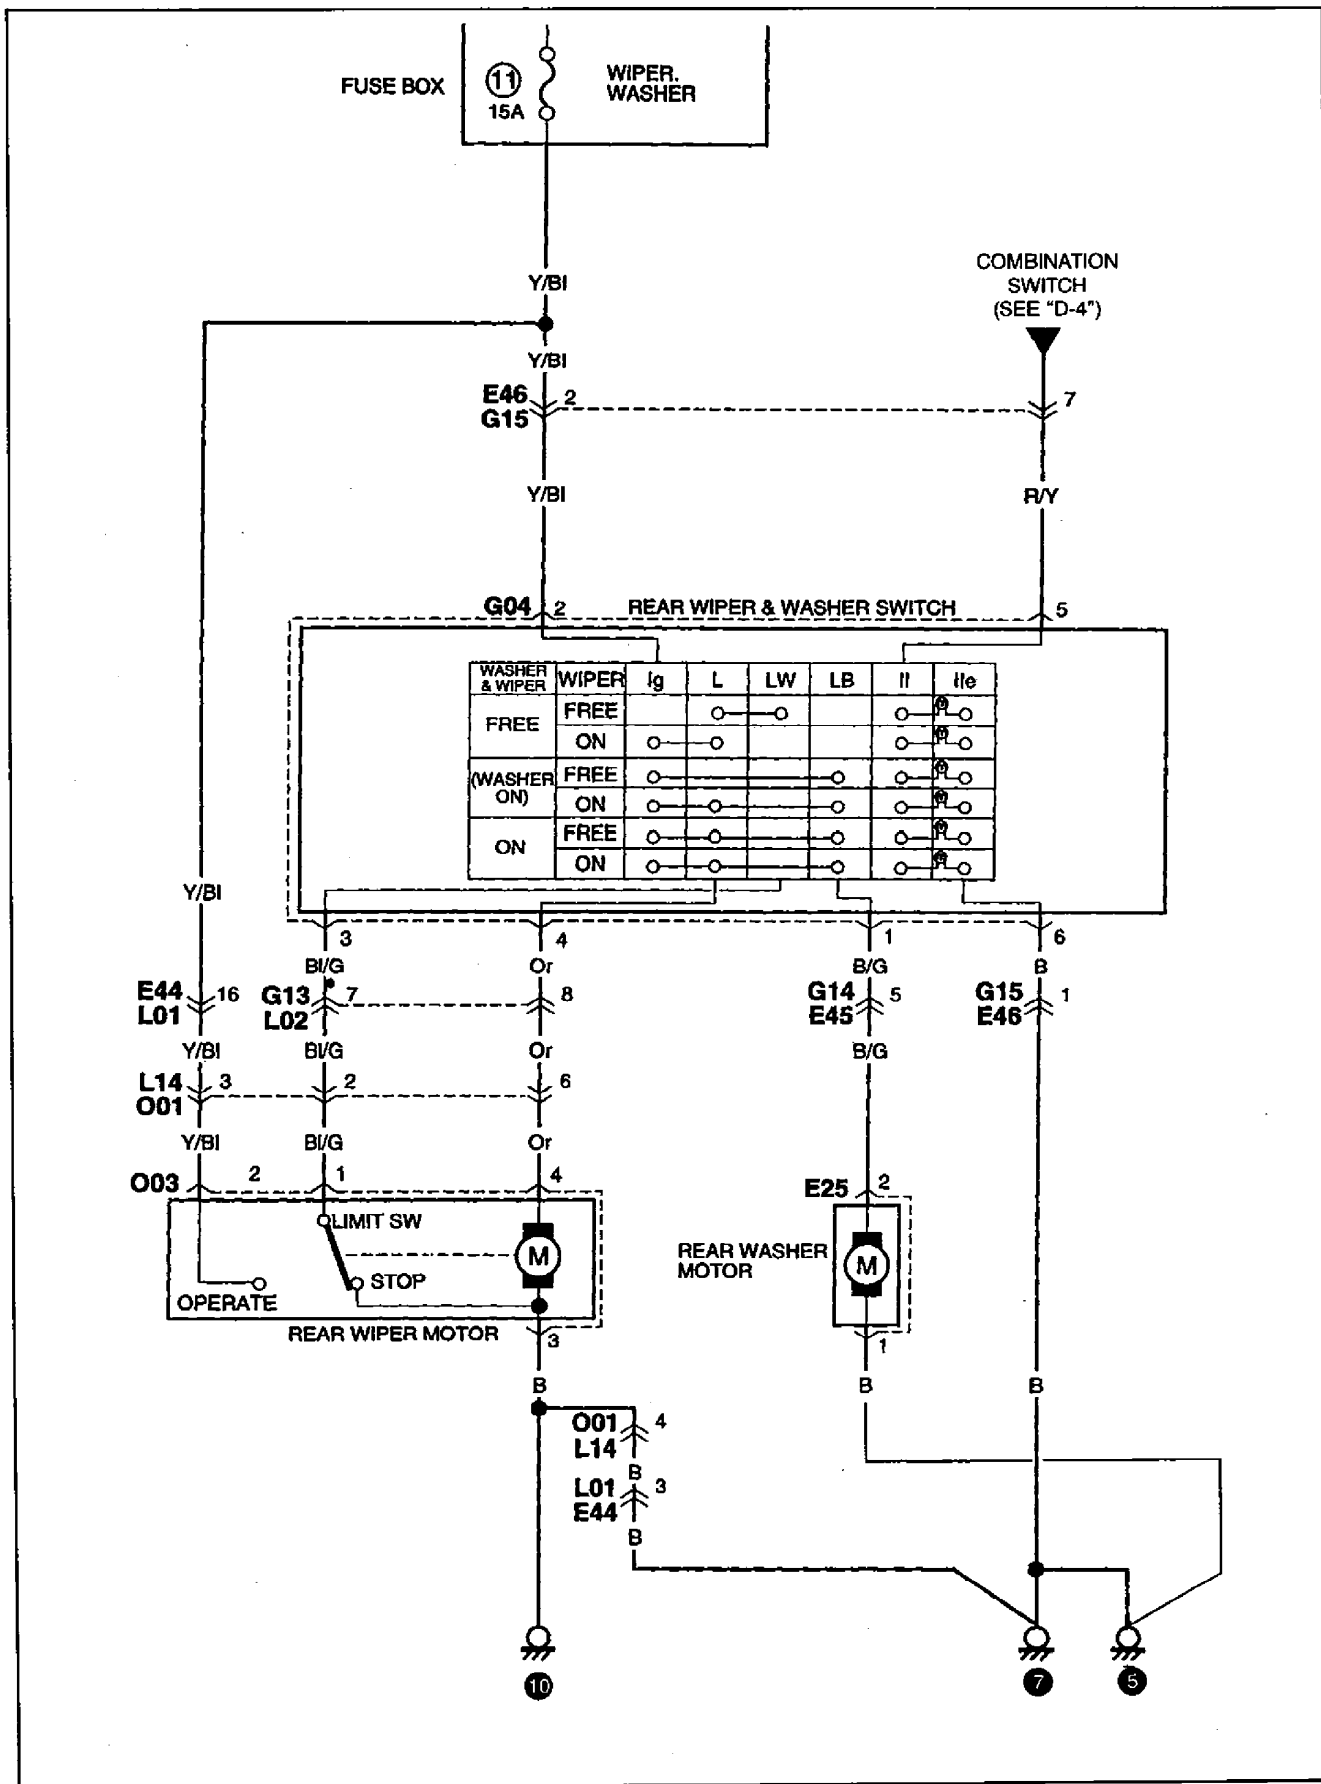 FUSE BOX
11
15A
WIPER.
WASHER
Y/Bl
COMBINATION
SWITCH
(SEE "D-4")
Y/Bl
E46 2 7
G15
Y/Bl R/Y
G04 2 REAR WIPER & WASHER SWITCH 5
WASHER & WIPER WIPER Ig L LW LB II IIe
FREE FREE M
ON M
(WASHER ON) FREE M
ON M
ON FREE M
ON M
Y/Bl
3 4 1 6
Bl/G Or B/G B
E44 16 G13 7 8 G14 5 G15 1
L01 L02 E45 E46
Y/Bl Bl/G Or B/G
L14 3 2 6
O01
Y/Bl Bl/G Or
O03 2 1 4 E25 2
LIMIT SW
M
STOP
OPERATE
REAR WIPER MOTOR 3
REAR WASHER
MOTOR
M
1
B B B
O01 4
L14
B
L01 3
E44
B
10 7 5